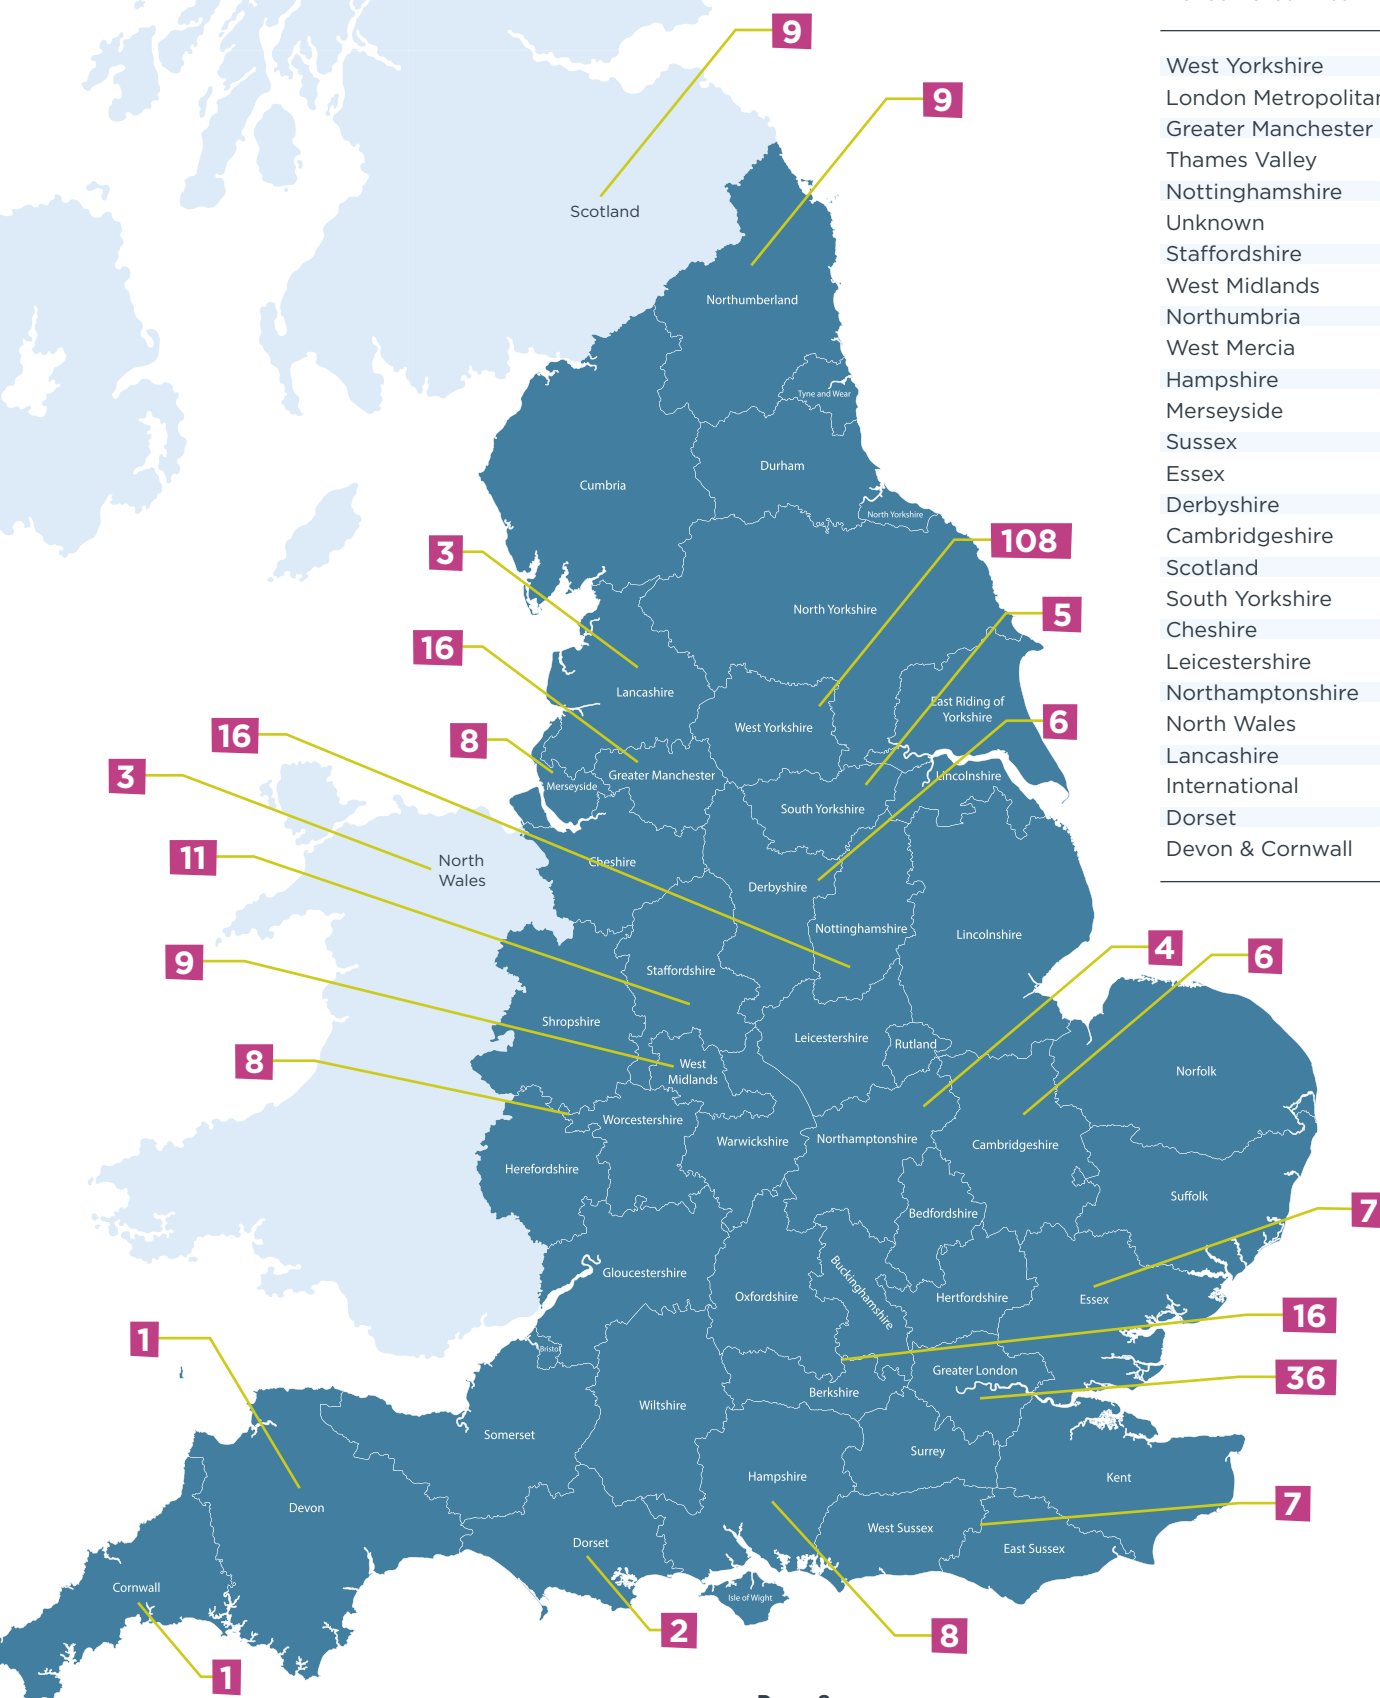 9
9
Scotland
Northumberland
Tyne and Wear
Durham
Cumbria
North Yorkshire
3
108
North Yorkshire
5
16
Lancashire
East Riding of
Yorkshire
6
West Yorkshire
16
8
3
Greater Manchester
Lincolnshire
Merseyside
South Yorkshire
11
North
Wales
Cheshire
Derbyshire
Nottinghamshire
Lincolnshire
4
6
9
Staffordshire
Shropshire
Leicestershire
Rutland
8
West
Midlands
Norfolk
Worcestershire
Warwickshire
Northamptonshire
Cambridgeshire
Herefordshire
Suffolk
7
Bedfordshire
Gloucestershire
Buckinghamshire
Oxfordshire
Hertfordshire
Essex
16
1
Bristol
Greater London
36
Berkshire
Wiltshire
Somerset
Surrey
Hampshire
Kent
7
Devon
West Sussex
Dorset
East Sussex
Cornwall
Isle of Wight
2
8
1
West Yorkshire
London Metropolitan
Greater Manchester
Thames Valley
Nottinghamshire
Unknown
Staffordshire
West Midlands
Northumbria
West Mercia
Hampshire
Merseyside
Sussex
Essex
Derbyshire
Cambridgeshire
Scotland
South Yorkshire
Cheshire
Leicestershire
Northamptonshire
North Wales
Lancashire
International
Dorset
Devon & Cornwall